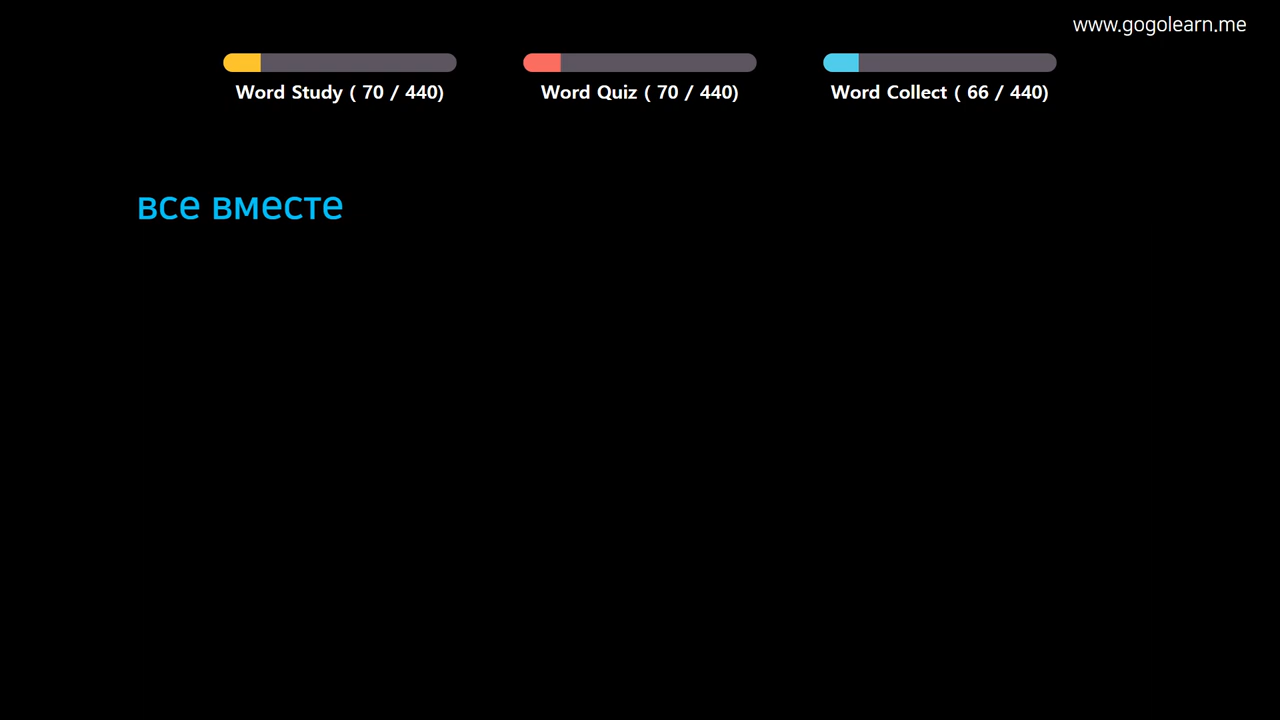 www.gogolearn.me
Word Study ( 70 / 440)
Word Quiz ( 70 / 440)
Word Collect ( 66 / 440)
все вместе